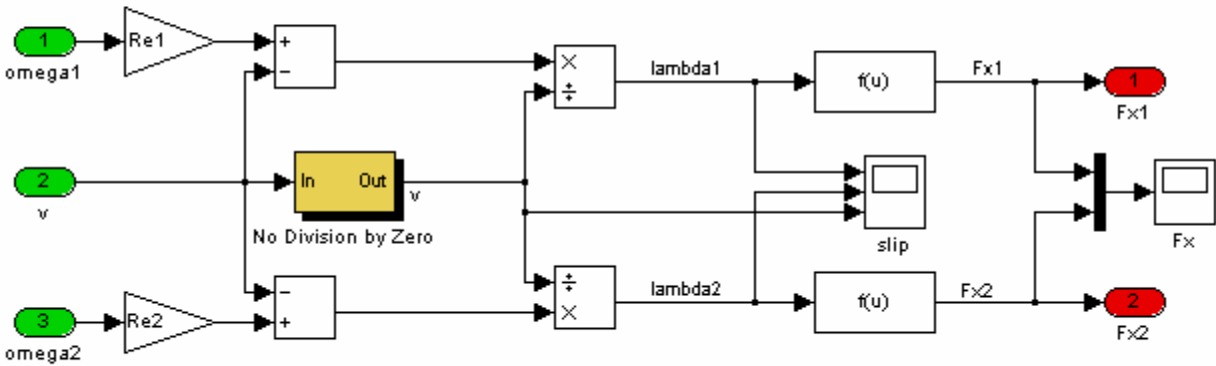 1
omega1
Re1
+
−
×
÷
lambda1
f(u)
Fx1
1
Fx1
2
v
In Out
v
No Division by Zero
slip
Fx
3
omega2
Re2
−
+
÷
×
lambda2
f(u)
Fx2
2
Fx2